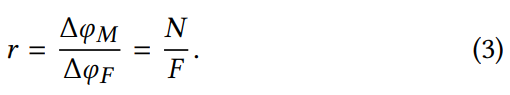 r = Δφ_M / Δφ_F = N / F . (3)